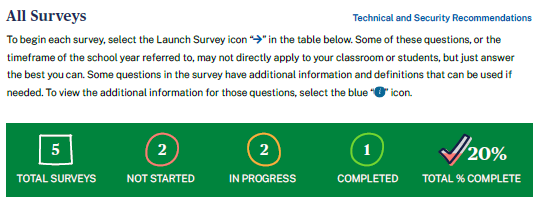 All Surveys
Technical and Security Recommendations
To begin each survey, select the Launch Survey icon "→" in the table below. Some of these questions, or the
timeframe of the school year referred to, may not directly apply to your classroom or students, but just answer
the best you can. Some questions in the survey have additional information and definitions that can be used if
needed. To view the additional information for those questions, select the blue "i" icon.
5
2
2
1
20%
TOTAL SURVEYS
NOT STARTED
IN PROGRESS
COMPLETED
TOTAL % COMPLETE